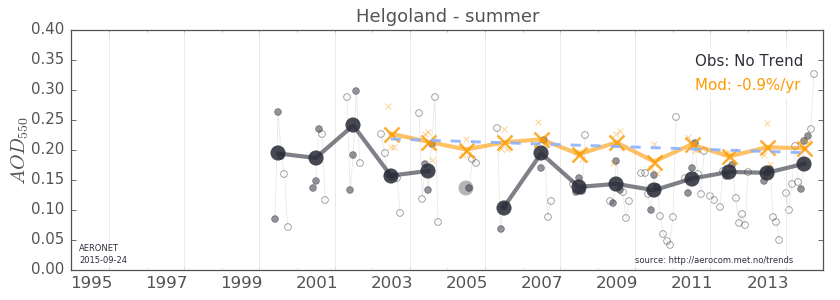 Helgoland - summer
0.40
0.35
0.30
0.25
0.20
0.15
0.10
0.05
0.00
AOD550
Obs: No Trend
Mod: -0.9%/yr
AERONET
2015-09-24
source: http://aerocom.met.no/trends
1995 1997 1999 2001 2003 2005 2007 2009 2011 2013